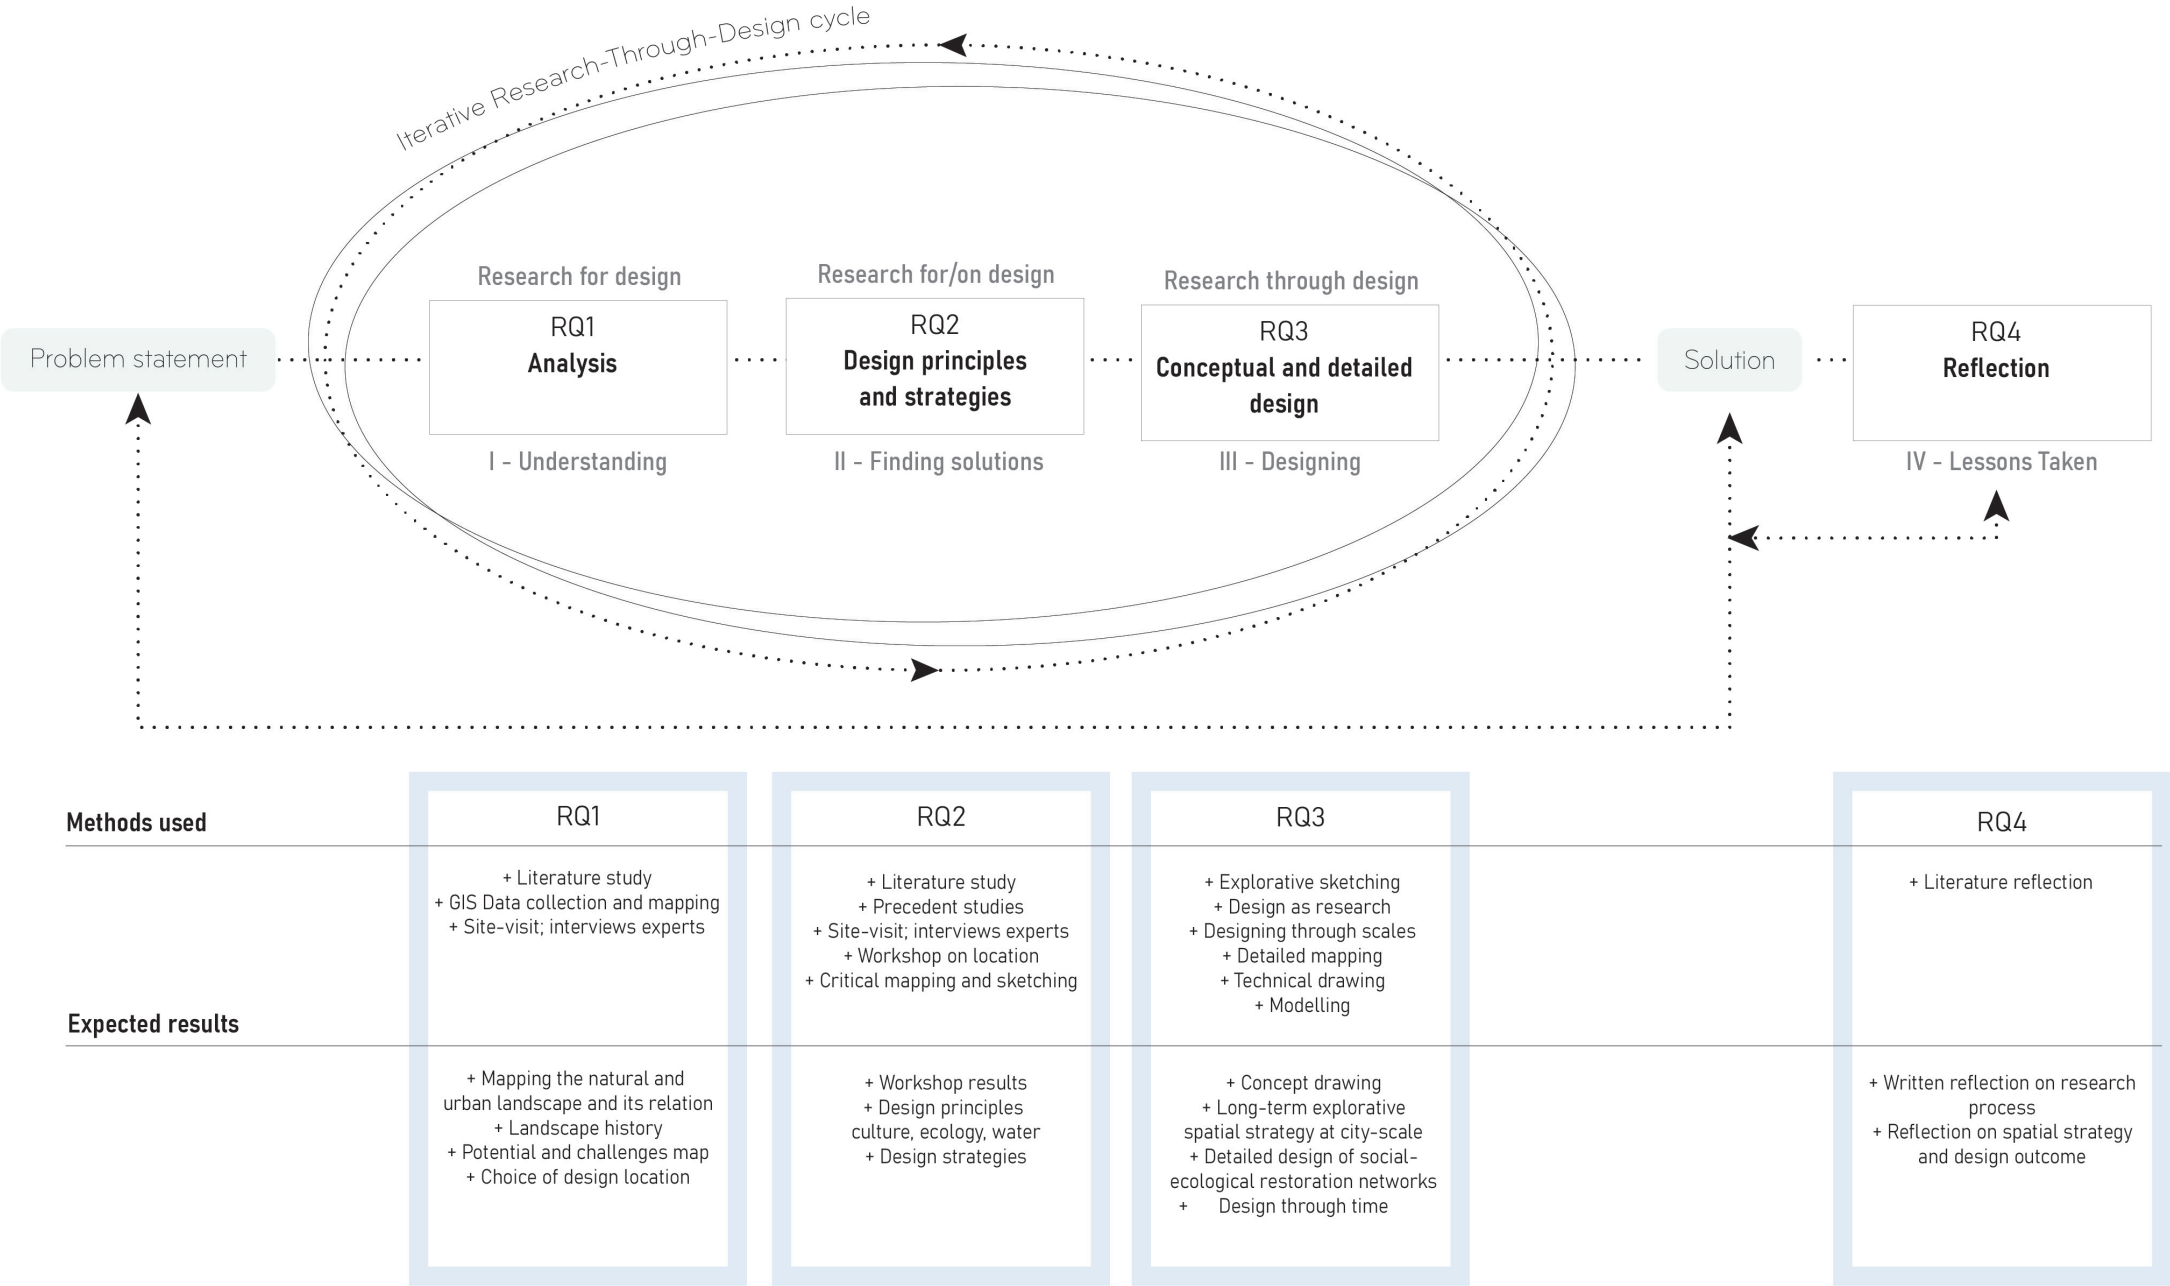 Iterative Research-Through-Design cycle
Research for design
Research for/on design
Research through design
Problem statement
RQ1
Analysis
RQ2
Design principles
and strategies
RQ3
Conceptual and detailed
design
Solution
RQ4
Reflection
I - Understanding
II - Finding solutions
III - Designing
IV - Lessons Taken
Methods used
RQ1
RQ2
RQ3
RQ4
+ Literature study
+ GIS Data collection and mapping
+ Site-visit; interviews experts
+ Literature study
+ Precedent studies
+ Site-visit; interviews experts
+ Workshop on location
+ Critical mapping and sketching
+ Explorative sketching
+ Design as research
+ Designing through scales
+ Detailed mapping
+ Technical drawing
+ Modelling
+ Literature reflection
Expected results
+ Mapping the natural and
urban landscape and its relation
+ Landscape history
+ Potential and challenges map
+ Choice of design location
+ Workshop results
+ Design principles
culture, ecology, water
+ Design strategies
+ Concept drawing
+ Long-term explorative
spatial strategy at city-scale
+ Detailed design of social-
ecological restoration networks
+ Design through time
+ Written reflection on research
process
+ Reflection on spatial strategy
and design outcome